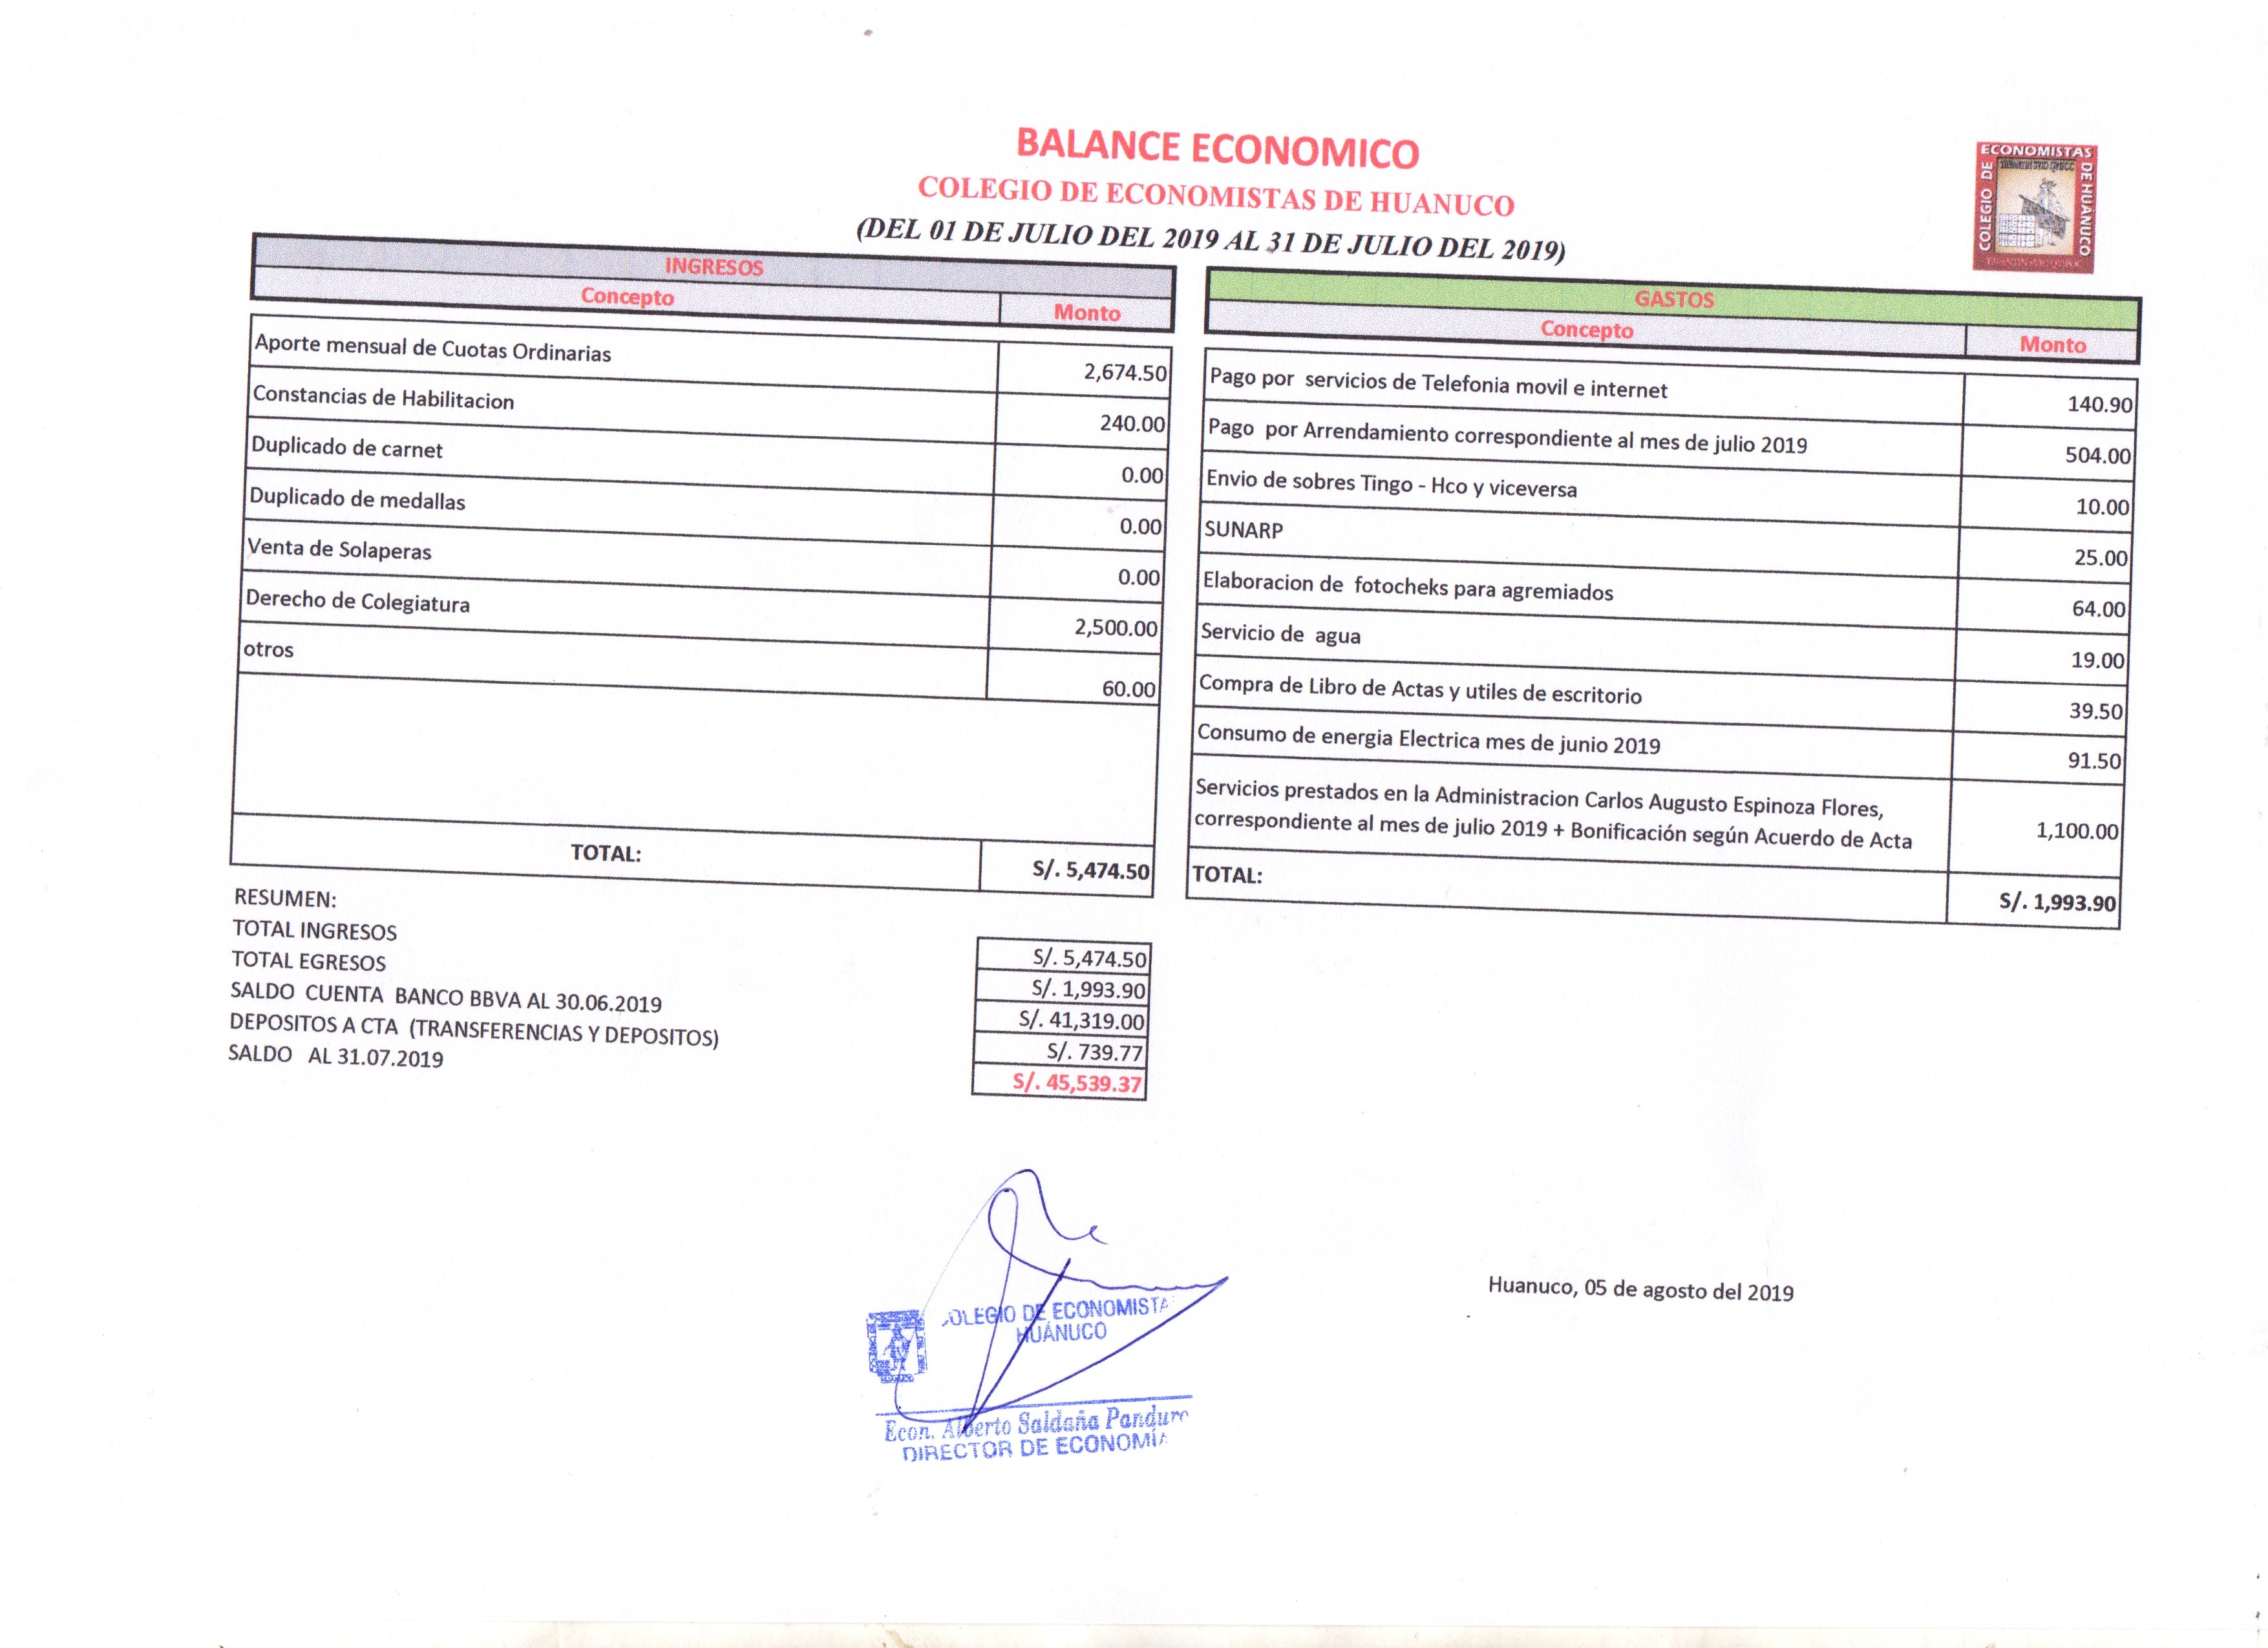 BALANCE ECONOMICO
COLEGIO DE ECONOMISTAS DE HUANUCO
(DEL 01 DE JULIO DEL 2019 AL 31 DE JULIO DEL 2019)
COLEGIO DE ECONOMISTAS DE HUANUCO
INGRESOS
Concepto Monto
Aporte mensual de Cuotas Ordinarias 2,674.50
Constancias de Habilitacion 240.00
Duplicado de carnet 0.00
Duplicado de medallas 0.00
Venta de Solaperas 0.00
Derecho de Colegiatura 2,500.00
otros 60.00
TOTAL: S/. 5,474.50
GASTOS
Concepto Monto
Pago por servicios de Telefonia movil e internet 140.90
Pago por Arrendamiento correspondiente al mes de julio 2019 504.00
Envio de sobres Tingo - Hco y viceversa 10.00
SUNARP 25.00
Elaboracion de fotocheks para agremiados 64.00
Servicio de agua 19.00
Compra de Libro de Actas y utiles de escritorio 39.50
Consumo de energia Electrica mes de junio 2019 91.50
Servicios prestados en la Administracion Carlos Augusto Espinoza Flores,
correspondiente al mes de julio 2019 + Bonificación según Acuerdo de Acta 1,100.00
TOTAL: S/. 1,993.90
RESUMEN:
TOTAL INGRESOS S/. 5,474.50
TOTAL EGRESOS S/. 1,993.90
SALDO CUENTA BANCO BBVA AL 30.06.2019 S/. 41,319.00
DEPOSITOS A CTA (TRANSFERENCIAS Y DEPOSITOS) S/. 739.77
SALDO AL 31.07.2019 S/. 45,539.37
Huanuco, 05 de agosto del 2019
OLEGIO DE ECONOMISTA
HUÁNUCO
Econ. Alberto Saldaña Panduro
DIRECTOR DE ECONOMÍA